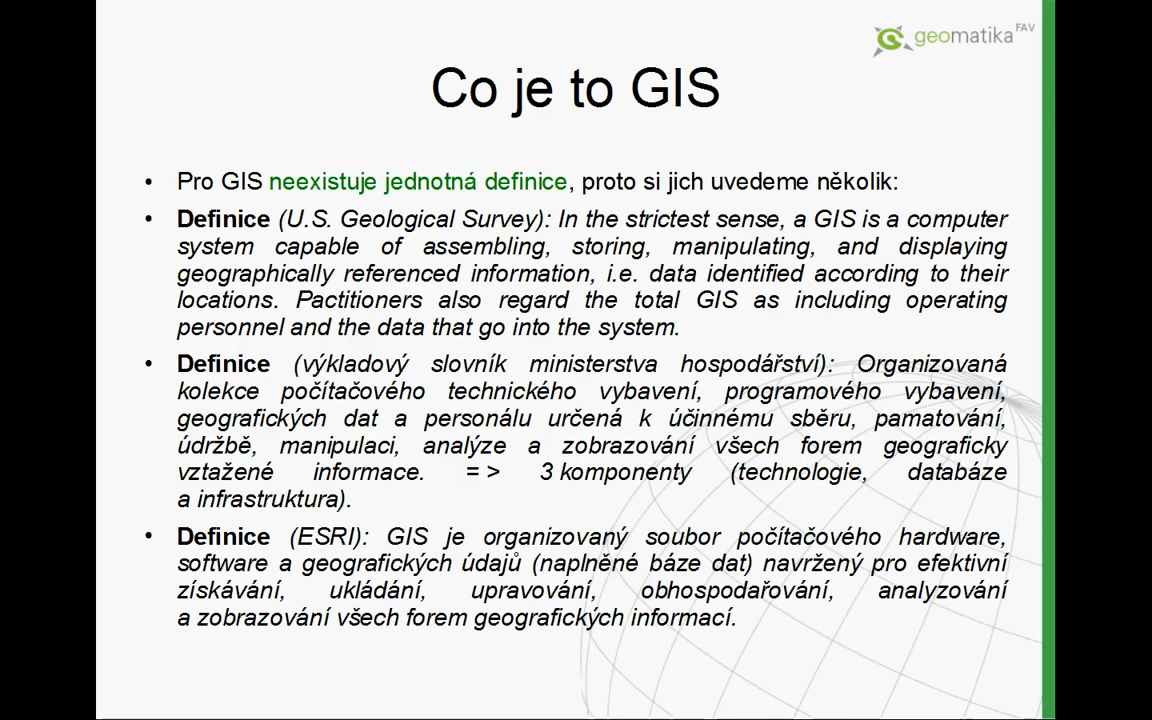 geomatika FAV
Co je to GIS
• Pro GIS neexistuje jednotná definice, proto si jich uvedeme několik:
• Definice (U.S. Geological Survey): In the strictest sense, a GIS is a computer
system capable of assembling, storing, manipulating, and displaying
geographically referenced information, i.e. data identified according to their
locations. Pactitioners also regard the total GIS as including operating
personnel and the data that go into the system.
• Definice (výkladový slovník ministerstva hospodářství): Organizovaná
kolekce počítačového technického vybavení, programového vybavení,
geografických dat a personálu určená k účinnému sběru, pamatování,
údržbě, manipulaci, analýze a zobrazování všech forem geograficky
vztažené informace. => 3 komponenty (technologie, databáze
a infrastruktura).
• Definice (ESRI): GIS je organizovaný soubor počítačového hardware,
software a geografických údajů (naplněné báze dat) navržený pro efektivní
získávání, ukládání, upravování, obhospodařování, analyzování
a zobrazování všech forem geografických informací.